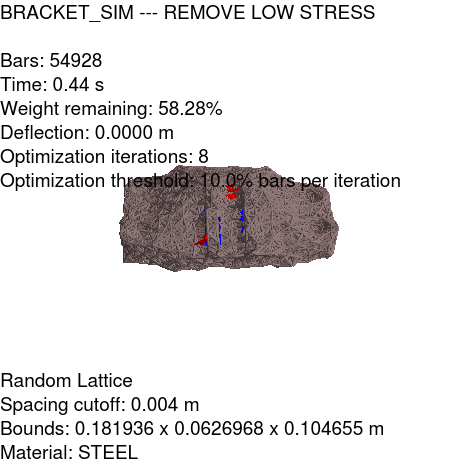 BRACKET_SIM --- REMOVE LOW STRESS
Bars: 54928
Time: 0.44 s
Weight remaining: 58.28%
Deflection: 0.0000 m
Optimization iterations: 8
Optimization threshold: 10.0% bars per iteration
Random Lattice
Spacing cutoff: 0.004 m
Bounds: 0.181936 x 0.0626968 x 0.104655 m
Material: STEEL